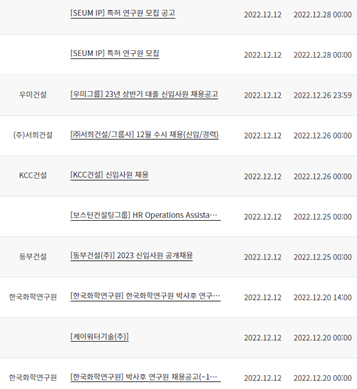 [SEUM IP] 특허 연구원 모집 공고 2022.12.12 2022.12.28 00:00
[SEUM IP] 특허 연구원 모집 2022.12.12 2022.12.28 00:00
우미건설 [우미그룹] 23년 상반기 대졸 신입사원 채용공고 2022.12.12 2022.12.26 23:59
(주)서희건설 [㈜서희건설/그룹사] 12월 수시 채용(신입/경력) 2022.12.12 2022.12.26 00:00
KCC건설 [KCC건설] 신입사원 채용 2022.12.12 2022.12.26 00:00
[보스턴컨설팅그룹] HR Operations Assista… 2022.12.12 2022.12.25 00:00
동부건설 [동부건설(주)] 2023 신입사원 공개채용 2022.12.12 2022.12.25 00:00
한국화학연구원 [한국화학연구원] 한국화학연구원 박사후 연구… 2022.12.12 2022.12.20 14:00
[케이워터기술(주)] 2022.12.12 2022.12.20 00:00
한국화학연구원 [한국화학연구원] 박사후 연구원 채용공고(~1… 2022.12.12 2022.12.20 00:00